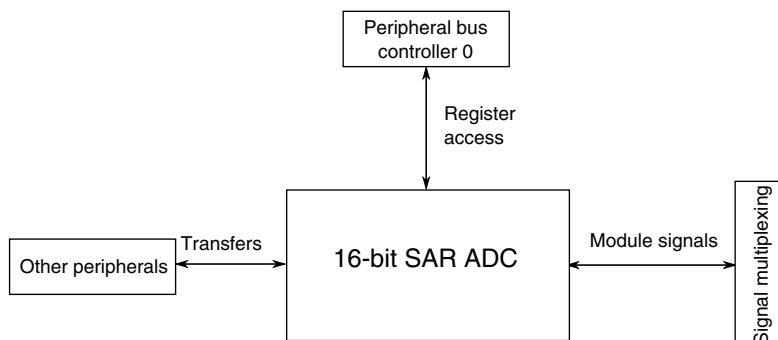 Peripheral bus
controller 0
Register
access
Transfers
Other peripherals
16-bit SAR ADC
Module signals
Signal multiplexing